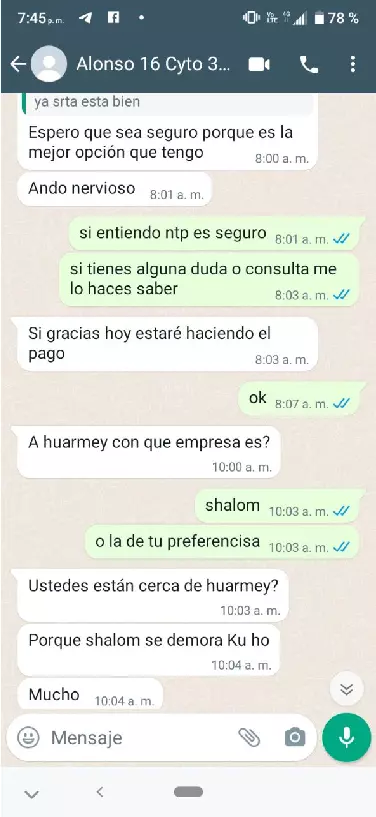 7:45 p. m.
78 %
Alonso 16 Cyto 3...
ya srta esta bien
Espero que sea seguro porque es la
mejor opción que tengo
8:00 a. m.
Ando nervioso 8:01 a. m.
si entiendo ntp es seguro 8:01 a. m.
si tienes alguna duda o consulta me
lo haces saber
8:03 a. m.
Si gracias hoy estaré haciendo el
pago
8:03 a. m.
ok 8:07 a. m.
A huarmey con que empresa es?
10:00 a. m.
shalom 10:03 a. m.
o la de tu preferencisa 10:03 a. m.
Ustedes están cerca de huarmey?
10:03 a. m.
Porque shalom se demora Ku ho
10:04 a. m.
Mucho 10:04 a. m.
Mensaje